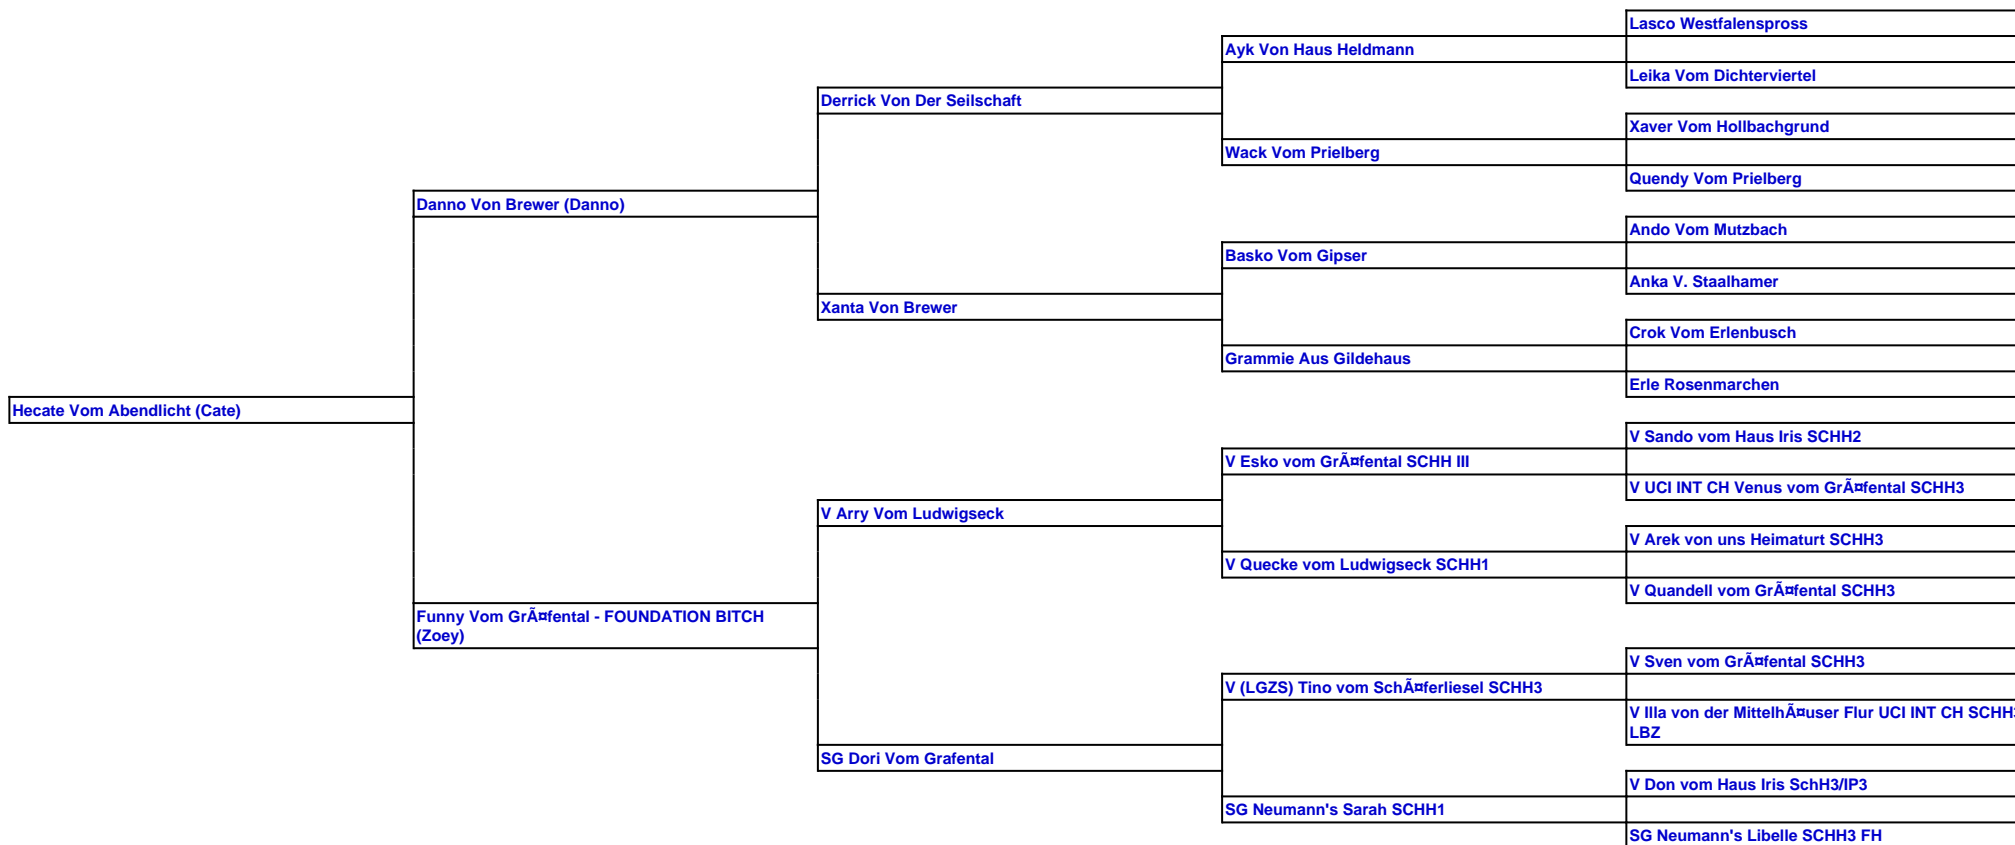 Lasco Westfalenspross
Ayk Von Haus Heldmann
Leika Vom Dichterviertel
Derrick Von Der Seilschaft
Xaver Vom Hollbachgrund
Wack Vom Prielberg
Quendy Vom Prielberg
Danno Von Brewer (Danno)
Ando Vom Mutzbach
Basko Vom Gipser
Anka V. Staalhamer
Xanta Von Brewer
Crok Vom Erlenbusch
Grammie Aus Gildehaus
Erle Rosenmarchen
Hecate Vom Abendlicht (Cate)
V Sando vom Haus Iris SCHH2
V Esko vom GrÃ¤fental SCHH III
V UCI INT CH Venus vom GrÃ¤fental SCHH3
V Arry Vom Ludwigseck
V Arek von uns Heimaturt SCHH3
V Quecke vom Ludwigseck SCHH1
V Quandell vom GrÃ¤fental SCHH3
Funny Vom GrÃ¤fental - FOUNDATION BITCH
(Zoey)
V Sven vom GrÃ¤fental SCHH3
V (LGZS) Tino vom SchÃ¤ferliesel SCHH3
V Illa von der MittelhÃ¤user Flur UCI INT CH SCHH3
LBZ
SG Dori Vom Grafental
V Don vom Haus Iris SchH3/IP3
SG Neumann's Sarah SCHH1
SG Neumann's Libelle SCHH3 FH